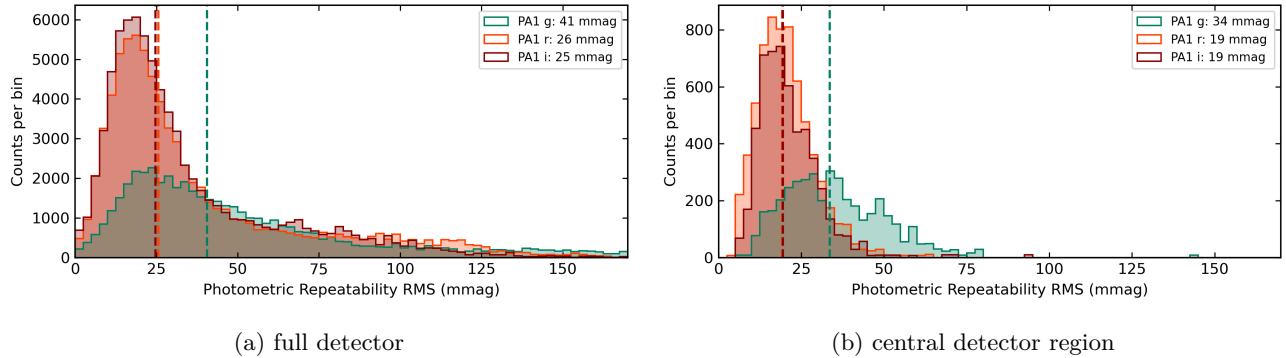 PA1 g: 41 mmag
PA1 r: 26 mmag
PA1 i: 25 mmag
Counts per bin
6000
5000
4000
3000
2000
1000
0
0 25 50 75 100 125 150
Photometric Repeatability RMS (mmag)
(a) full detector
PA1 g: 34 mmag
PA1 r: 19 mmag
PA1 i: 19 mmag
Counts per bin
800
600
400
200
0
0 25 50 75 100 125 150
Photometric Repeatability RMS (mmag)
(b) central detector region